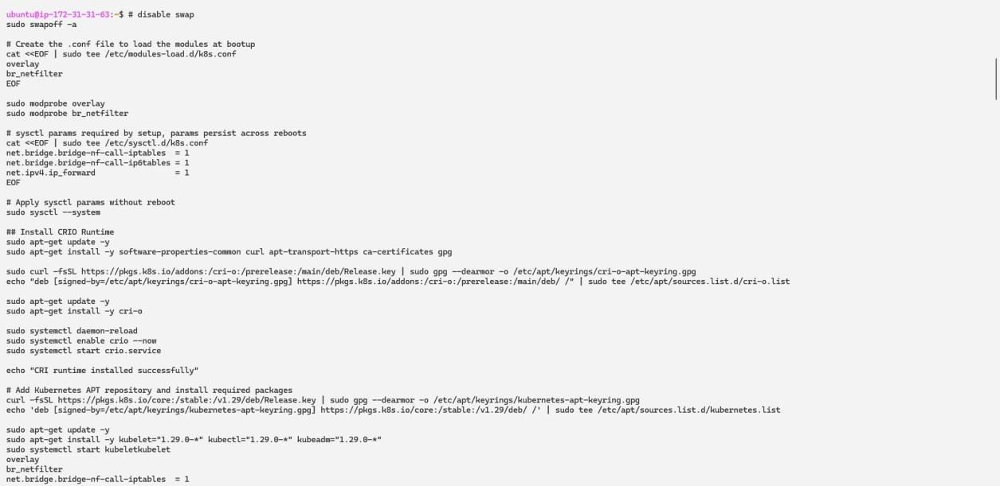 ubuntu@ip-172-31-31-63:~$ # disable swap
sudo swapoff -a
# Create the .conf file to load the modules at bootup
cat <<EOF | sudo tee /etc/modules-load.d/k8s.conf
overlay
br_netfilter
EOF
sudo modprobe overlay
sudo modprobe br_netfilter
# sysctl params required by setup, params persist across reboots
cat <<EOF | sudo tee /etc/sysctl.d/k8s.conf
net.bridge.bridge-nf-call-iptables  = 1
net.bridge.bridge-nf-call-ip6tables = 1
net.ipv4.ip_forward                 = 1
EOF
# Apply sysctl params without reboot
sudo sysctl --system
## Install CRIO Runtime
sudo apt-get update -y
sudo apt-get install -y software-properties-common curl apt-transport-https ca-certificates gpg
sudo curl -fsSL https://pkgs.k8s.io/addons:/cri-o:/prerelease:/main/deb/Release.key | sudo gpg --dearmor -o /etc/apt/keyrings/cri-o-apt-keyring.gpg
echo "deb [signed-by=/etc/apt/keyrings/cri-o-apt-keyring.gpg] https://pkgs.k8s.io/addons:/cri-o:/prerelease:/main/deb/ /" | sudo tee /etc/apt/sources.list.d/cri-o.list
sudo apt-get update -y
sudo apt-get install -y cri-o
sudo systemctl daemon-reload
sudo systemctl enable crio --now
sudo systemctl start crio.service
echo "CRI runtime installed successfully"
# Add Kubernetes APT repository and install required packages
curl -fsSL https://pkgs.k8s.io/core:/stable:/v1.29/deb/Release.key | sudo gpg --dearmor -o /etc/apt/keyrings/kubernetes-apt-keyring.gpg
echo 'deb [signed-by=/etc/apt/keyrings/kubernetes-apt-keyring.gpg] https://pkgs.k8s.io/core:/stable:/v1.29/deb/ /' | sudo tee /etc/apt/sources.list.d/kubernetes.list
sudo apt-get update -y
sudo apt-get install -y kubelet="1.29.0-*" kubectl="1.29.0-*" kubeadm="1.29.0-*"
sudo systemctl start kubeletkubelet
overlay
br_netfilter
net.bridge.bridge-nf-call-iptables  = 1